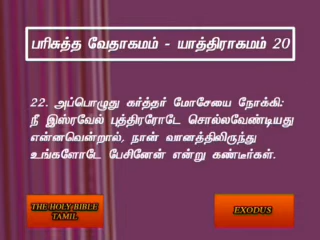 பரிசுத்த வேதாகமம் - யாத்திராகமம் 20
22. அப்பொழுது கர்த்தர் மோசேயை நோக்கி:
நீ இஸ்ரவேல் புத்திரரோடே சொல்லவேண்டியது
என்னவென்றால், நான் வானத்திலிருந்து
உங்களோடே பேசினேன் என்று கண்டீர்கள்.
THE HOLY BIBLE
TAMIL
EXODUS